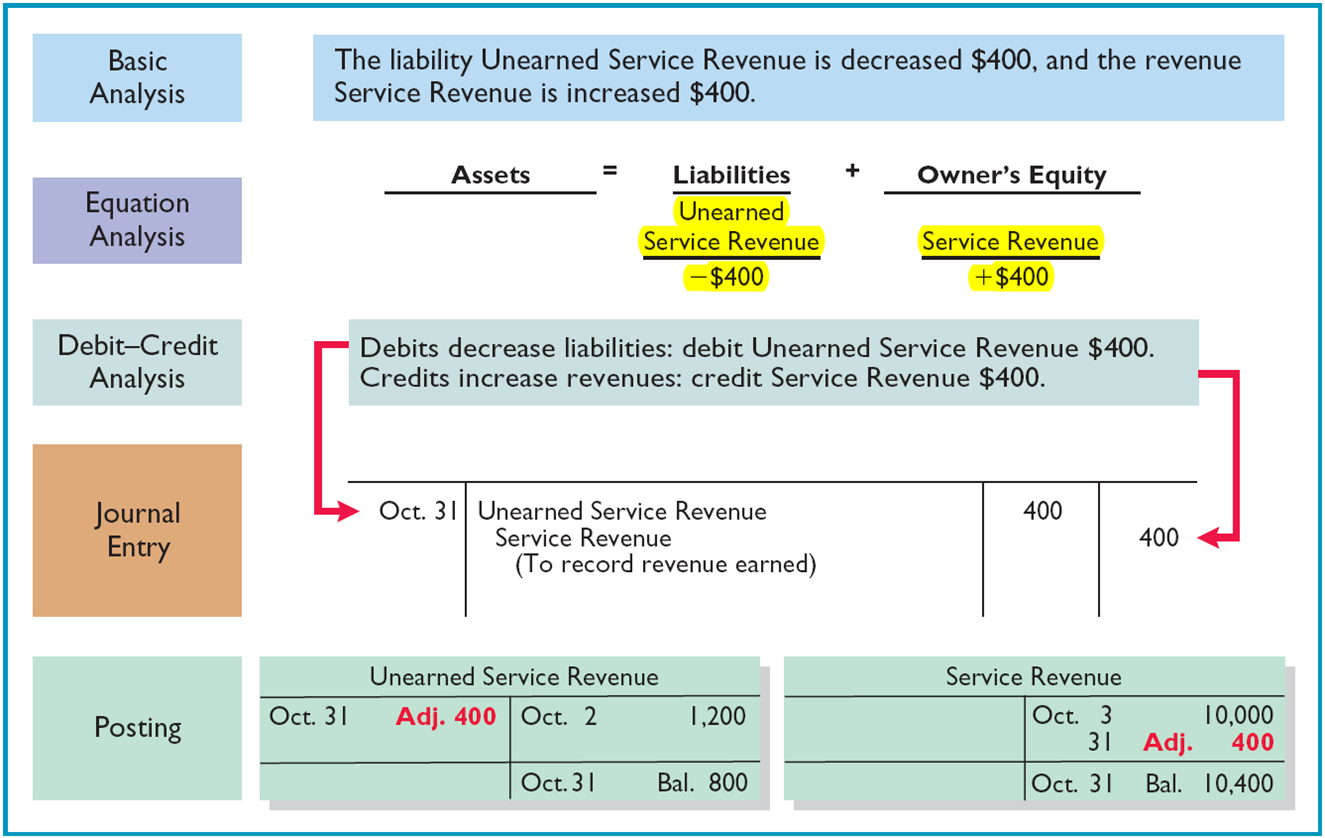 Basic
Analysis
The liability Unearned Service Revenue is decreased $400, and the revenue
Service Revenue is increased $400.
Equation
Analysis
Assets = Liabilities + Owner's Equity
Unearned
Service Revenue Service Revenue
−$400 +$400
Debit–Credit
Analysis
Debits decrease liabilities: debit Unearned Service Revenue $400.
Credits increase revenues: credit Service Revenue $400.
Journal
Entry
Oct. 31 Unearned Service Revenue 400
Service Revenue 400
(To record revenue earned)
Posting
Unearned Service Revenue
Oct. 31 Adj. 400 Oct. 2 1,200
Oct. 31 Bal. 800
Service Revenue
Oct. 3 10,000
31 Adj. 400
Oct. 31 Bal. 10,400